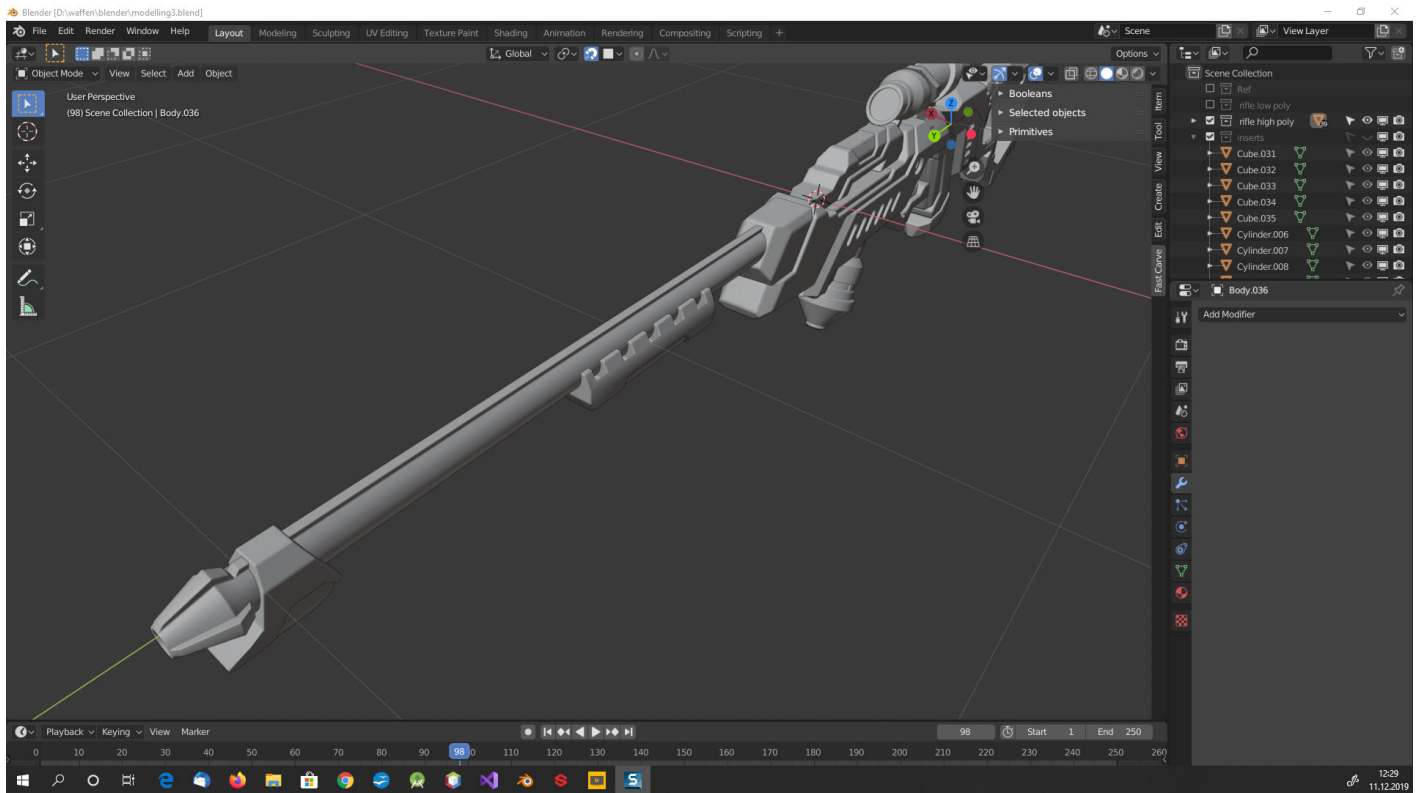 Blender [D:\waffen\blender\modelling3.blend]
File Edit Render Window Help Layout Modeling Sculpting UV Editing Texture Paint Shading Animation Rendering Compositing Scripting + Scene View Layer
Global Options
Object Mode View Select Add Object
User Perspective
(98) Scene Collection | Body.036
Z
X
Y
Booleans
Selected objects
Primitives
Item
Tool
View
Create
Edit
Fast Carve
Scene Collection
Ref
rifle low poly
rifle high poly
inserts
Cube.031
Cube.032
Cube.033
Cube.034
Cube.035
Cylinder.006
Cylinder.007
Cylinder.008
Body.036
Add Modifier
Playback Keying View Marker 98 Start 1 End 250
0 10 20 30 40 50 60 70 80 90 98 110 120 130 140 150 160 170 180 190 200 210 220 230 240 250 260
12:29
11.12.2019